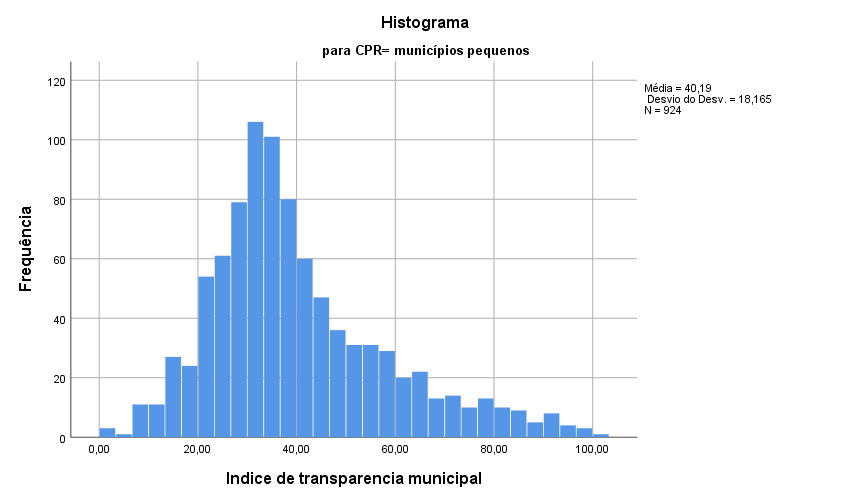 Histograma
para CPR= municípios pequenos
Média = 40,19
Desvio do Desv. = 18,165
N = 924
Frequência
120
100
80
60
40
20
0
0,00 20,00 40,00 60,00 80,00 100,00
Indice de transparencia municipal